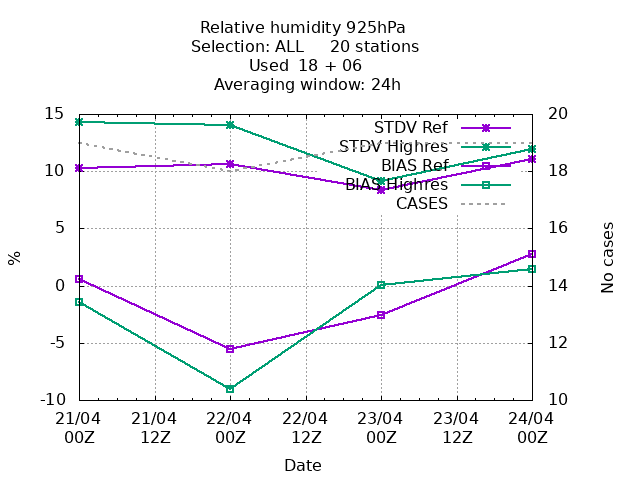 Relative humidity 925hPa
Selection: ALL 20 stations
Used 18 + 06
Averaging window: 24h
15 20
STDV Ref
STDV Highres
10 18
BIAS Ref
BIAS Highres
CASES
5 16
% No cases
0 14
-5 12
-10 10
21/04 21/04 22/04 22/04 23/04 23/04 24/04
00Z 12Z 00Z 12Z 00Z 12Z 00Z
Date